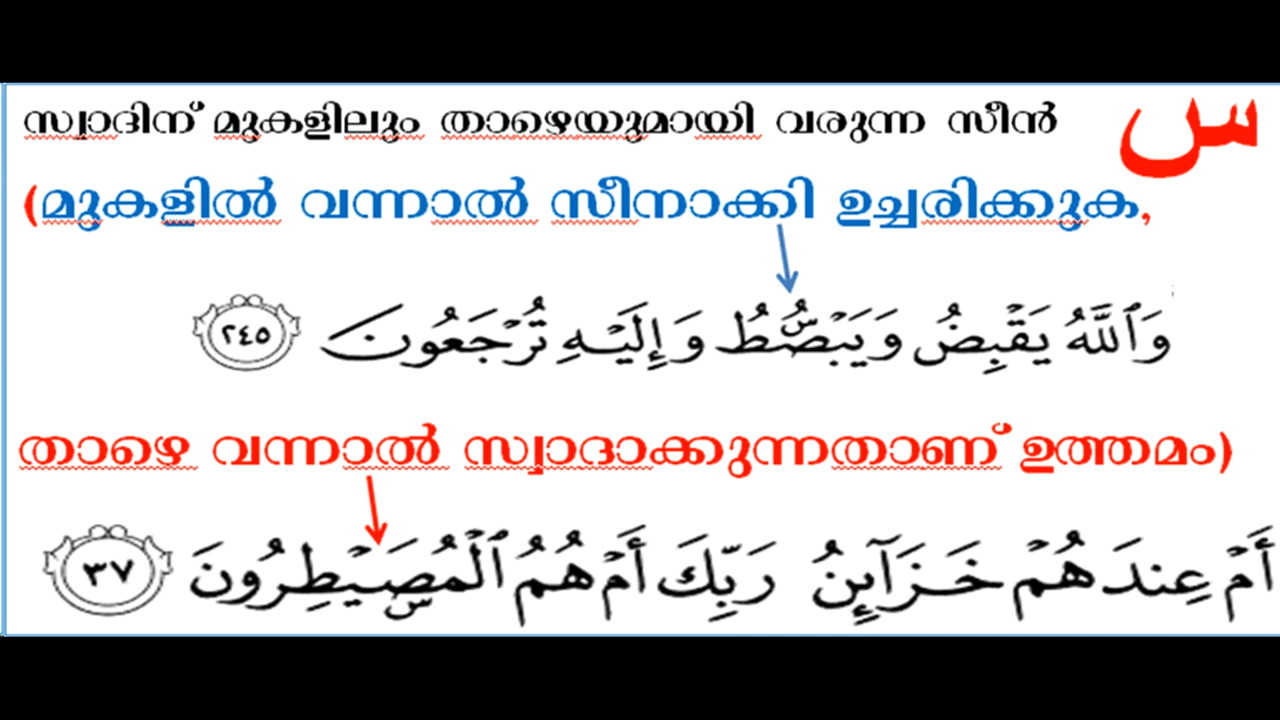 സ്വാദിന് മുകളിലും താഴെയുമായി വരുന്ന സീൻ س
(മുകളിൽ വന്നാൽ സീനാക്കി ഉച്ചരിക്കുക,
وَٱللَّهُ يَقْبِضُ وَيَبْصُۜطُ وَإِلَيْهِ تُرْجَعُونَ ٢٤٥
താഴെ വന്നാൽ സ്വാദാക്കുന്നതാണ് ഉത്തമം)
أَمْ عِندَهُمْ خَزَآئِنُ رَبِّكَ أَمْ هُمُ ٱلْمُصَۣيْطِرُونَ ٣٧